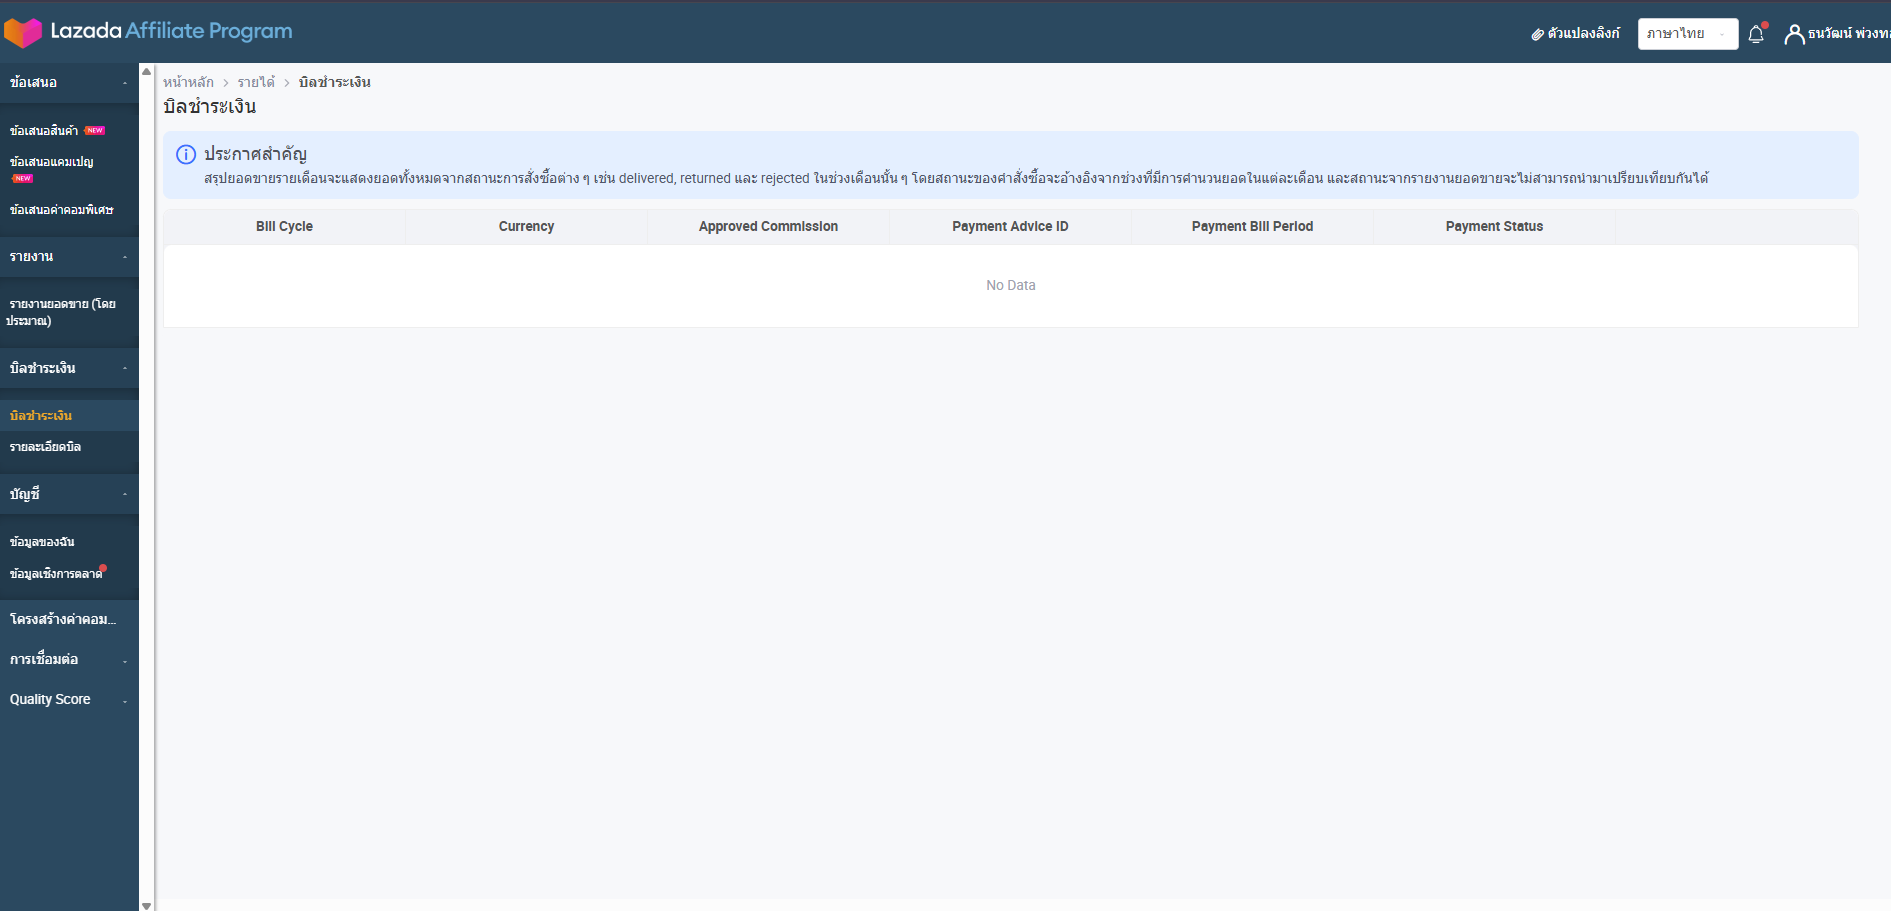 Lazada Affiliate Program
ตัวแปลงลิงก์
ภาษาไทย
ธนวัฒน์
ข้อเสนอ
ข้อเสนอสินค้า NEW
ข้อเสนอแคมเปญ
NEW
ข้อเสนอค่าคอมพิเศษ
รายงาน
รายงานยอดขาย (โดย
ประมาณ)
บิลชำระเงิน
บิลชำระเงิน
รายละเอียดบิล
บัญชี
ข้อมูลของฉัน
ข้อมูลเชิงการตลาด
โครงสร้างค่าคอม...
การเชื่อมต่อ
Quality Score
หน้าหลัก > รายได้ > บิลชำระเงิน
บิลชำระเงิน
ประกาศสำคัญ
สรุปยอดขายรายเดือนจะแสดงยอดทั้งหมดจากสถานะการสั่งซื้อต่าง ๆ เช่น delivered, returned และ rejected ในช่วงเดือนนั้น ๆ โดยสถานะของคำสั่งซื้อจะอ้างอิงจากช่วงที่มีการคำนวนยอดในแต่ละเดือน และสถานะจากรายงานยอดขายจะไม่สามารถนำมาเปรียบเทียบกันได้
Bill Cycle Currency Approved Commission Payment Advice ID Payment Bill Period Payment Status
No Data